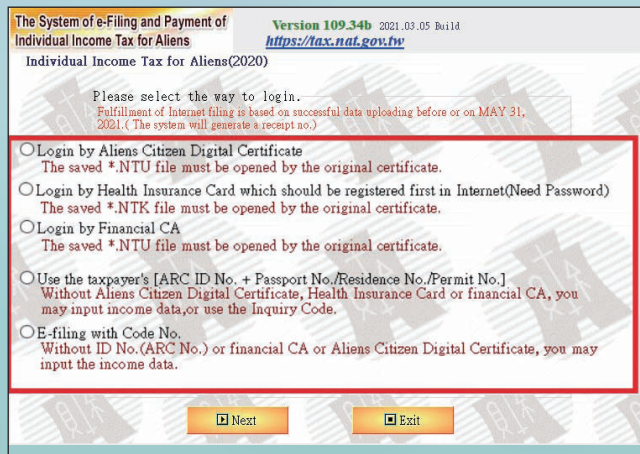 The System of e-Filing and Payment of
Individual Income Tax for Aliens
Version 109.34b 2021.03.05 Build
https://tax.nat.gov.tw
Individual Income Tax for Aliens(2020)
Please select the way to login.
Fulfillment of Internet filing is based on successful data uploading before or on MAY 31,
2021.( The system will generate a receipt no.)
Login by Aliens Citizen Digital Certificate
The saved *.NTU file must be opened by the original certificate.
Login by Health Insurance Card which should be registered first in Internet(Need Password)
The saved *.NTK file must be opened by the original certificate.
Login by Financial CA
The saved *.NTU file must be opened by the original certificate.
Use the taxpayer's [ARC ID No. + Passport No./Residence No./Permit No.]
Without Aliens Citizen Digital Certificate, Health Insurance Card or financial CA, you
may input income data,or use the Inquiry Code.
E-filing with Code No.
Without ID No.(ARC No.) or financial CA or Aliens Citizen Digital Certificate, you may
input the income data.
Next
Exit